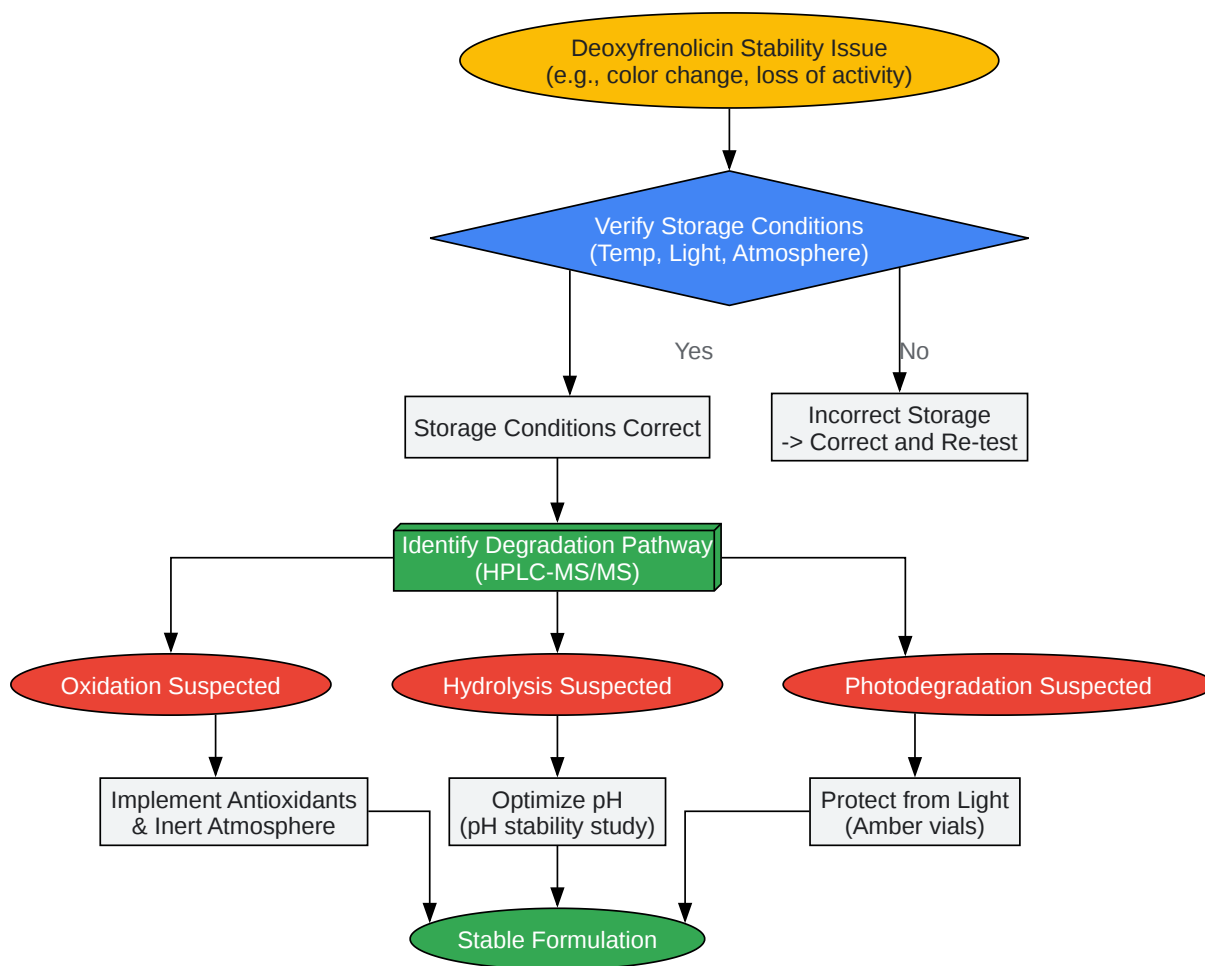 Deoxyfrenolicin Stability Issue
(e.g., color change, loss of activity)
Verify Storage Conditions
(Temp, Light, Atmosphere)
Yes
No
Storage Conditions Correct
Incorrect Storage
-> Correct and Re-test
Identify Degradation Pathway
(HPLC-MS/MS)
Oxidation Suspected
Hydrolysis Suspected
Photodegradation Suspected
Implement Antioxidants
& Inert Atmosphere
Optimize pH
(pH stability study)
Protect from Light
(Amber vials)
Stable Formulation